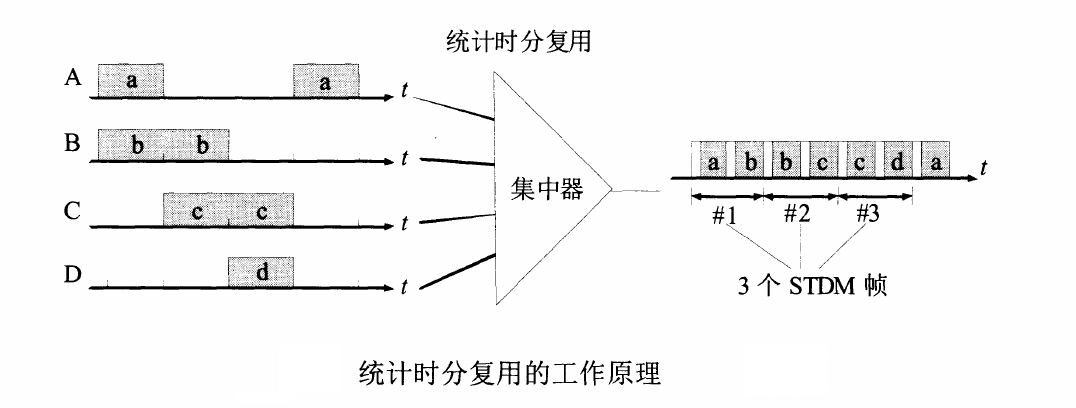 统计时分复用
A a a t
B b b t
C c c t
D d t
集中器
a b b c c d a t
#1 #2 #3
3 个 STDM 帧
统计时分复用的工作原理